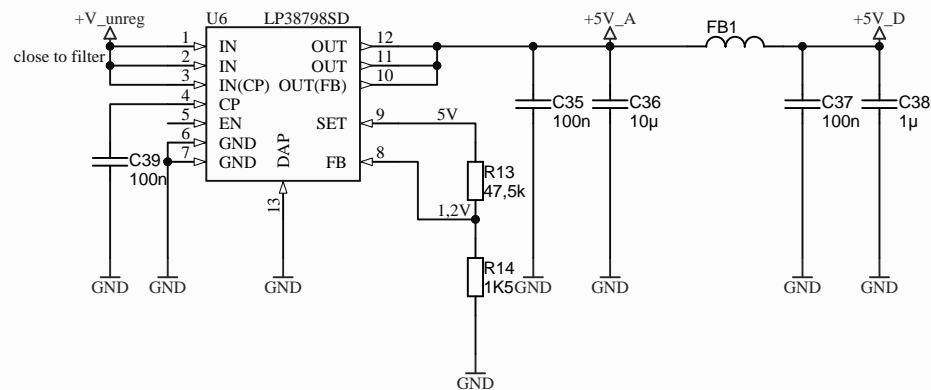 +V_unreg
U6
LP38798SD
+5V_A
FB1
+5V_D
close to filter
1
IN
OUT
12
2
IN
OUT
11
3
IN(CP)
OUT(FB)
10
4
CP
5
EN
SET
9
5V
6
GND
7
GND
DAP
FB
8
13
1,2V
C39
100n
R13
47,5k
R14
1K5
C35
100n
C36
10µ
C37
100n
C38
1µ
GND
GND
GND
GND
GND
GND
GND
GND